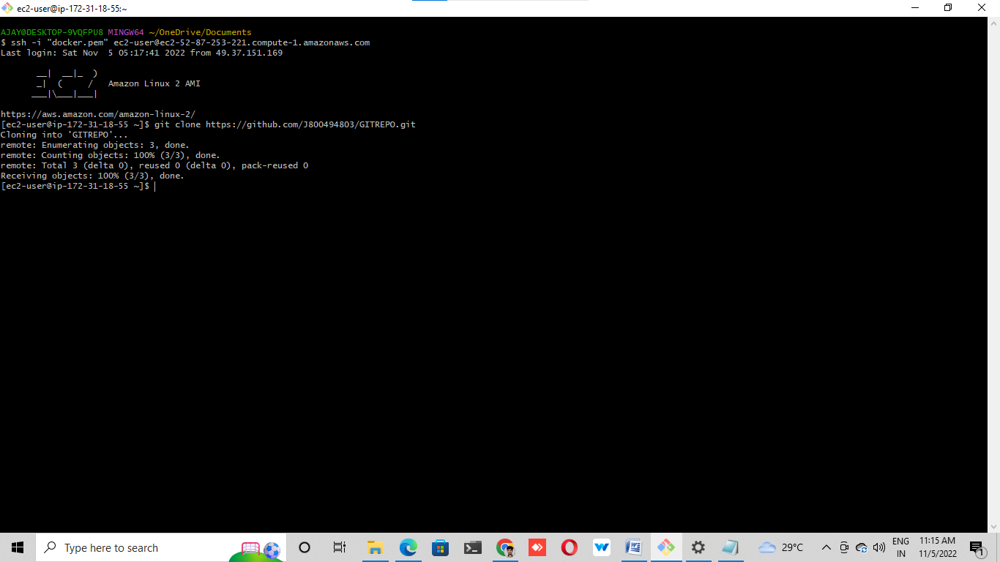 ec2-user@ip-172-31-18-55:~
AJAY@DESKTOP-9VQFPU8 MINGW64 ~/OneDrive/Documents
$ ssh -i "docker.pem" ec2-user@ec2-52-87-253-221.compute-1.amazonaws.com
Last login: Sat Nov  5 05:17:41 2022 from 49.37.151.169
       __|  __|_  )
       _|  (     /   Amazon Linux 2 AMI
      ___|\___|___|
https://aws.amazon.com/amazon-linux-2/
[ec2-user@ip-172-31-18-55 ~]$ git clone https://github.com/J800494803/GITREPO.git
Cloning into 'GITREPO'...
remote: Enumerating objects: 3, done.
remote: Counting objects: 100% (3/3), done.
remote: Total 3 (delta 0), reused 0 (delta 0), pack-reused 0
Receiving objects: 100% (3/3), done.
[ec2-user@ip-172-31-18-55 ~]$
Type here to search
29°C
ENG
IN
11:15 AM
11/5/2022
1